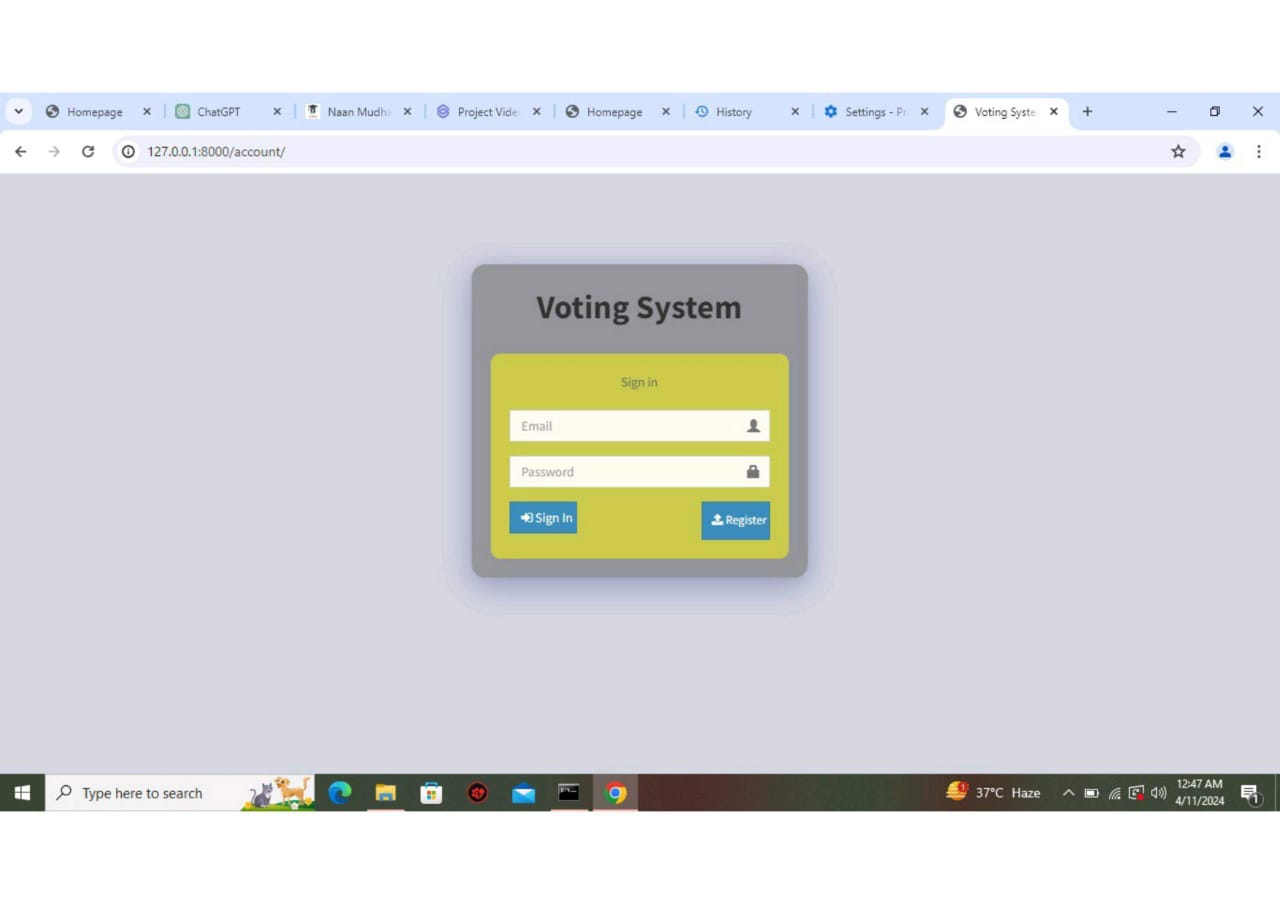 Homepage ChatGPT Naan Mudh Project Vide Homepage History Settings - Pr Voting Syste
127.0.0.1:8000/account/
Voting System
Sign in
Email
Password
Sign In Register
Type here to search 37°C Haze 12:47 AM
4/11/2024